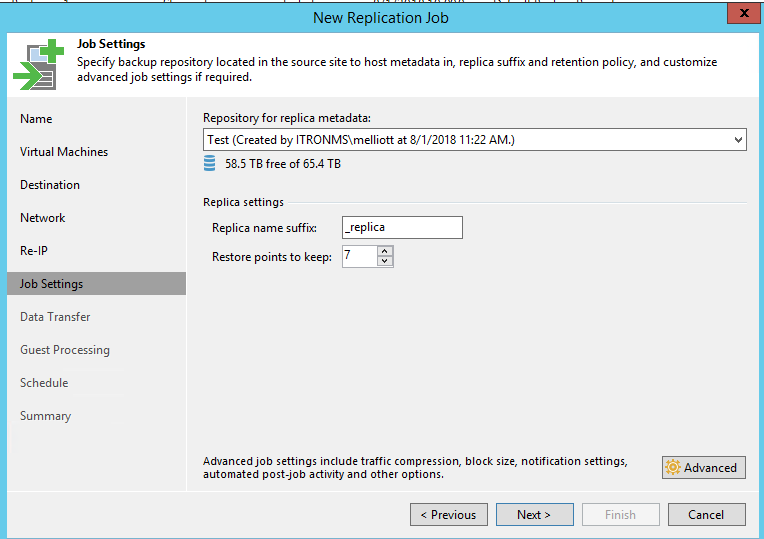 New Replication Job
x
Job Settings
Specify backup repository located in the source site to host metadata in, replica suffix and retention policy, and customize
advanced job settings if required.
Name
Virtual Machines
Destination
Network
Re-IP
Job Settings
Data Transfer
Guest Processing
Schedule
Summary
Repository for replica metadata:
Test (Created by ITRONMS\melliott at 8/1/2018 11:22 AM.)
58.5 TB free of 65.4 TB
Replica settings
Replica name suffix:
_replica
Restore points to keep:
7
Advanced job settings include traffic compression, block size, notification settings,
automated post-job activity and other options.
Advanced
< Previous
Next >
Finish
Cancel